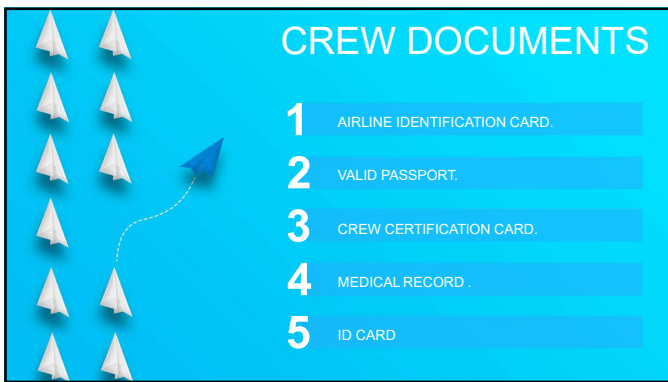 CREW DOCUMENTS
1 AIRLINE IDENTIFICATION CARD.
2 VALID PASSPORT.
3 CREW CERTIFICATION CARD.
4 MEDICAL RECORD .
5 ID CARD